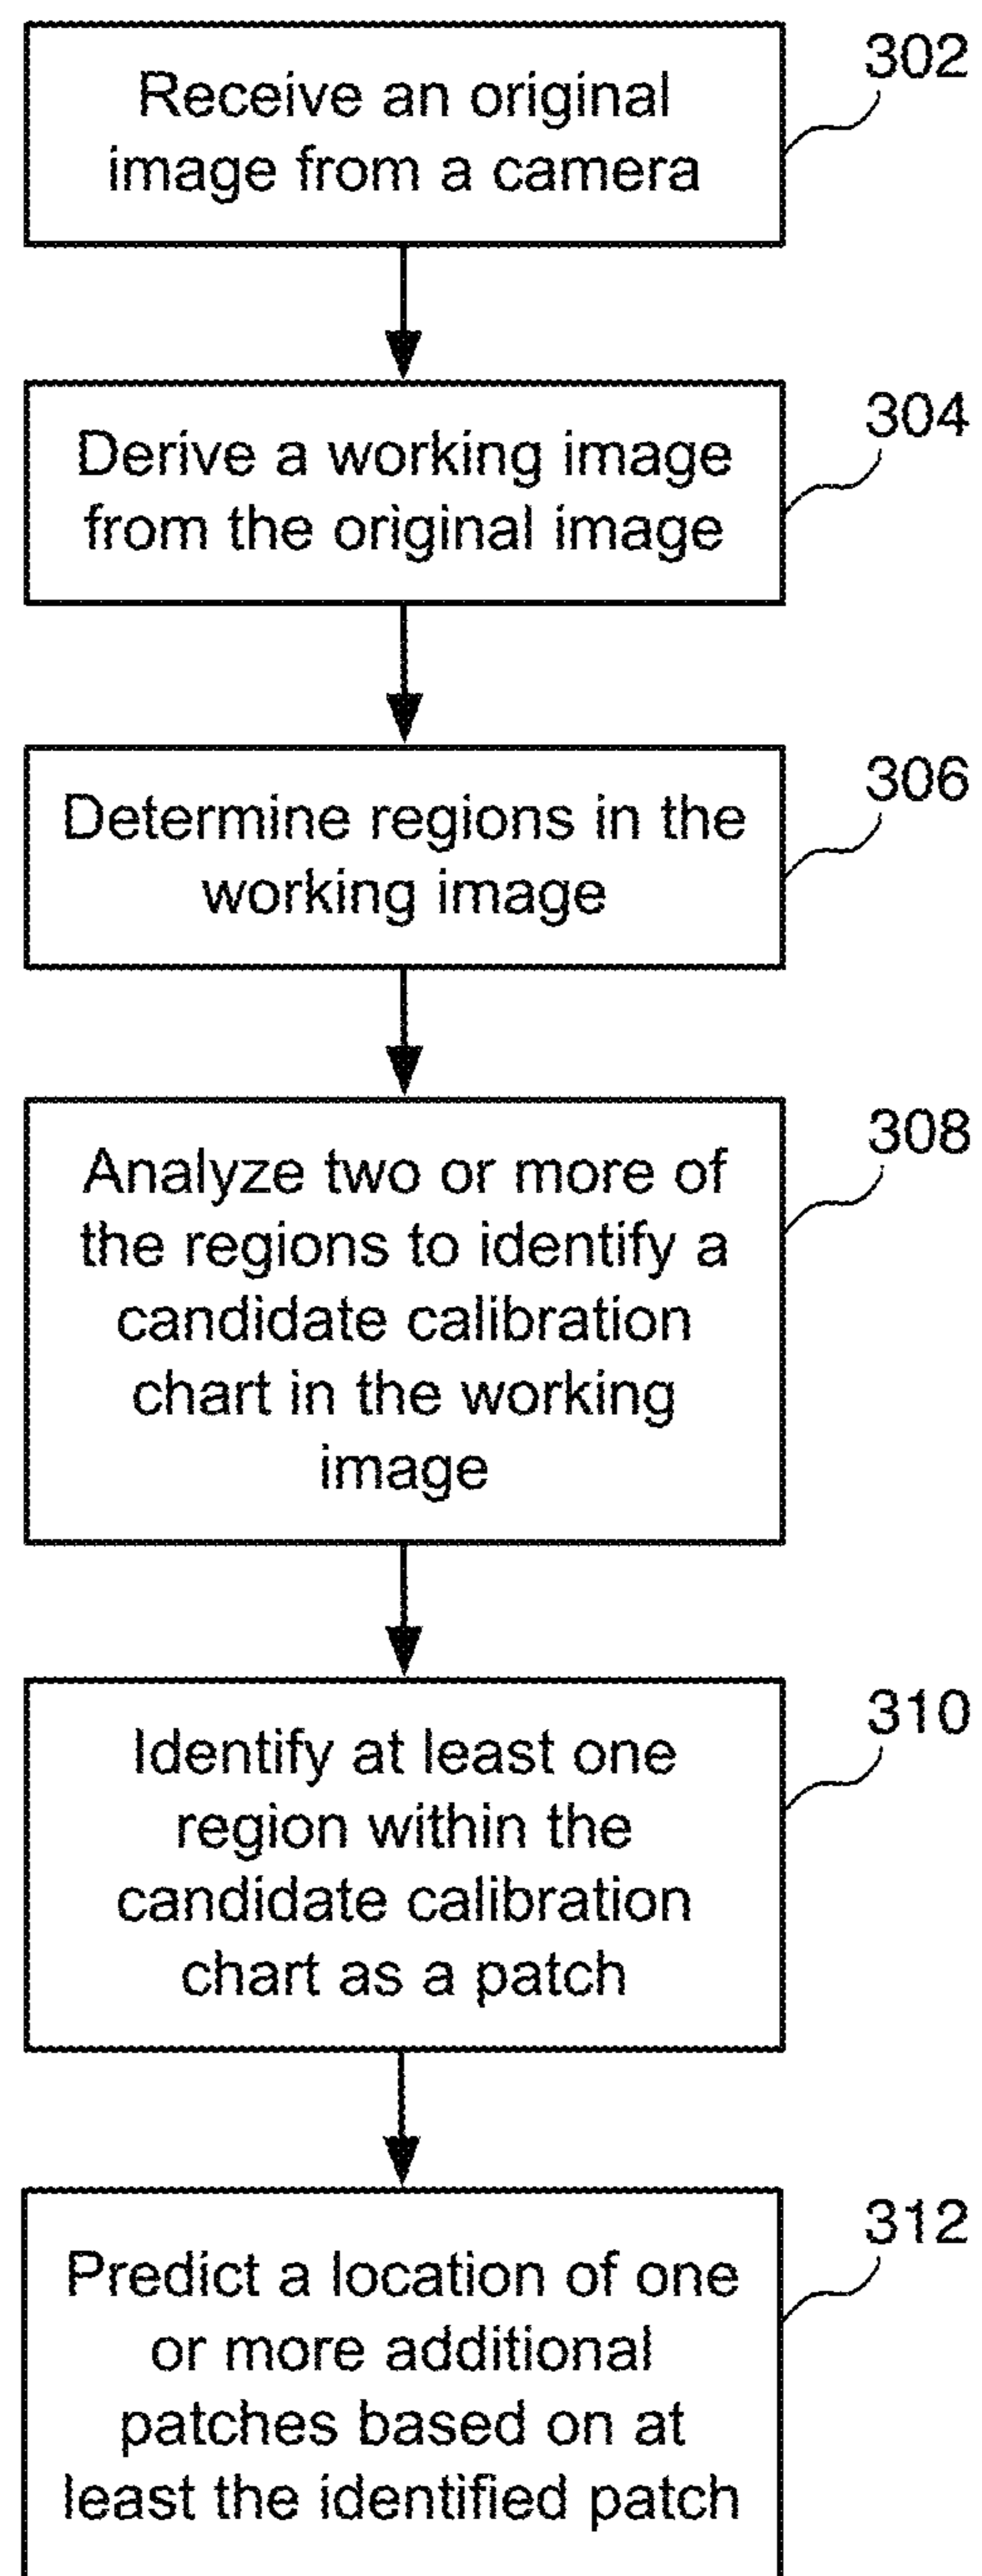 302
Receive an original
image from a camera
304
Derive a working image
from the original image
306
Determine regions in the
working image
308
Analyze two or more of
the regions to identify a
candidate calibration
chart in the working
image
310
Identify at least one
region within the
candidate calibration
chart as a patch
312
Predict a location of one
or more additional
patches based on at
least the identified patch